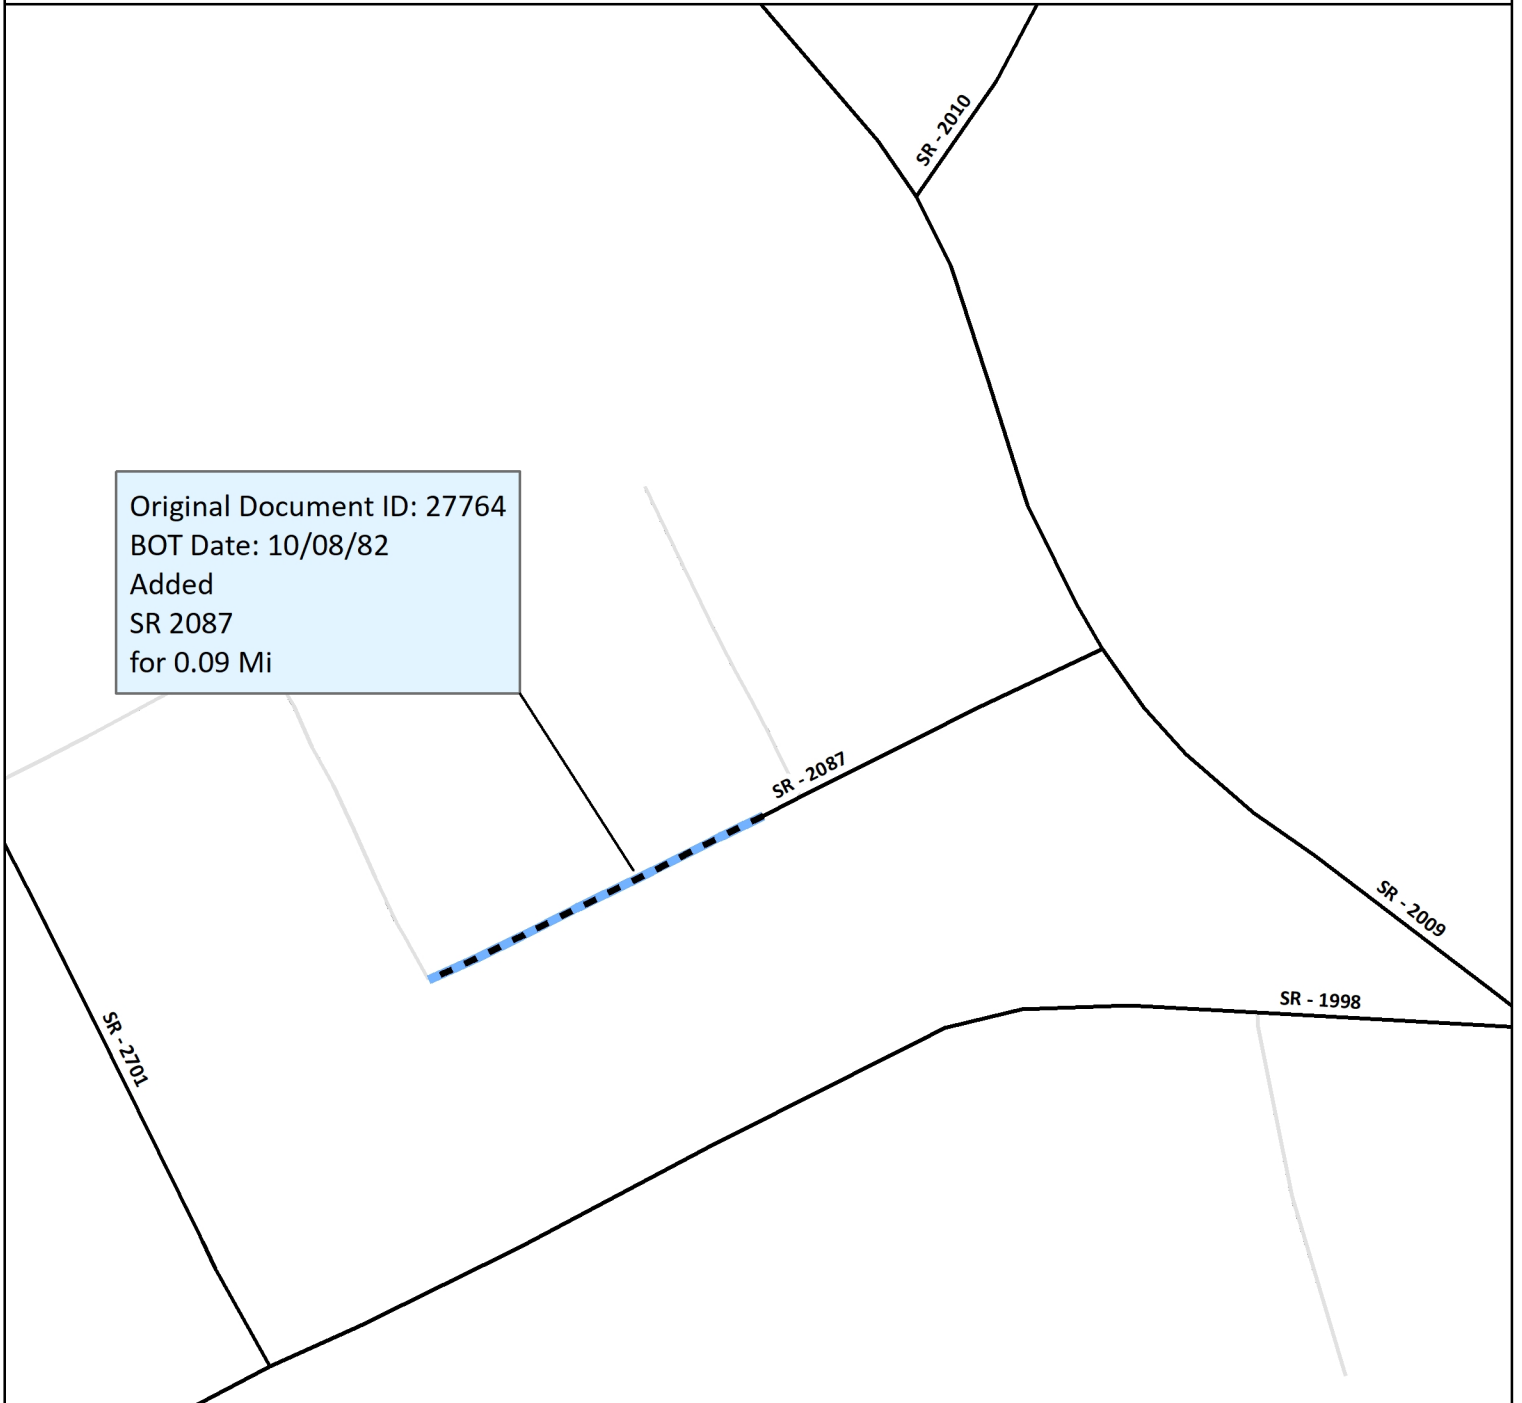 SR - 2010
Original Document ID: 27764
BOT Date: 10/08/82
Added
SR 2087
for 0.09 Mi
SR - 2087
SR - 2009
SR - 1998
SR - 2701